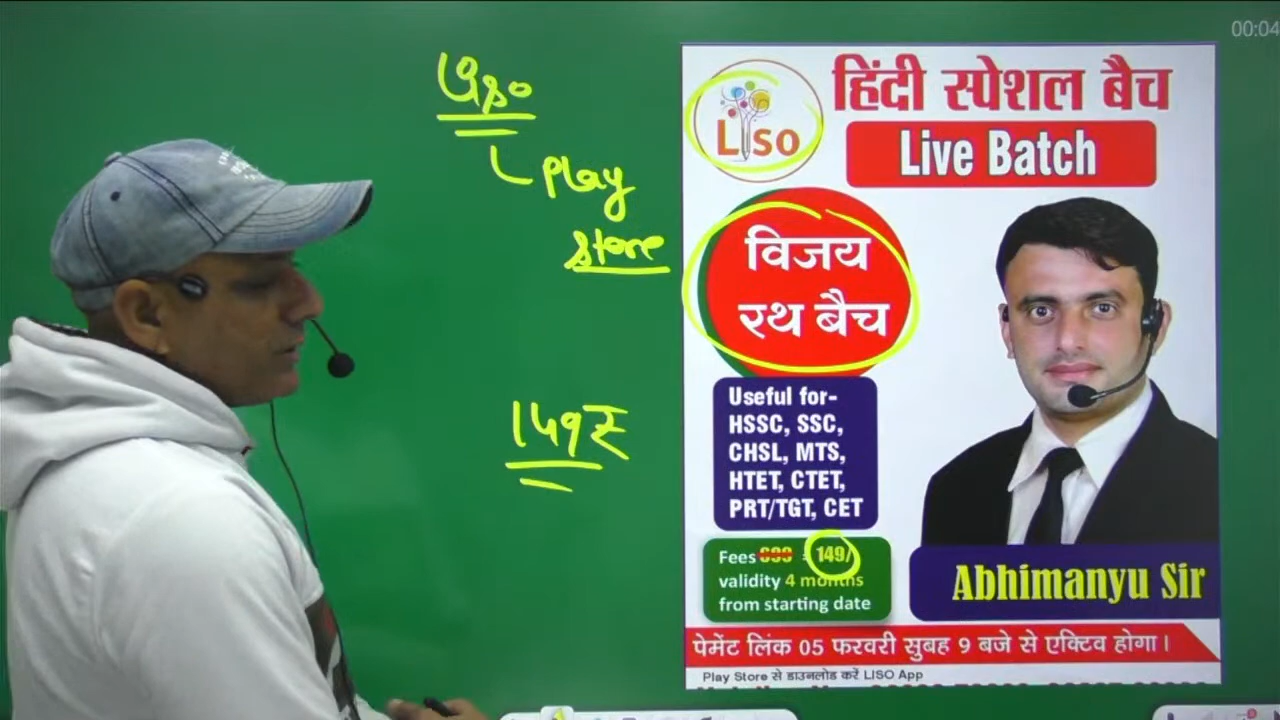 00:04
Play
Store
149₹
LISO
हिंदी स्पेशल बैच
Live Batch
विजय
रथ बैच
Useful for-
HSSC, SSC,
CHSL, MTS,
HTET, CTET,
PRT/TGT, CET
Fees 149/
validity 4 months
from starting date
Abhimanyu Sir
पेमेंट लिंक 05 फरवरी सुबह 9 बजे से एक्टिव होगा।
Play Store से डाउनलोड करें LISO App